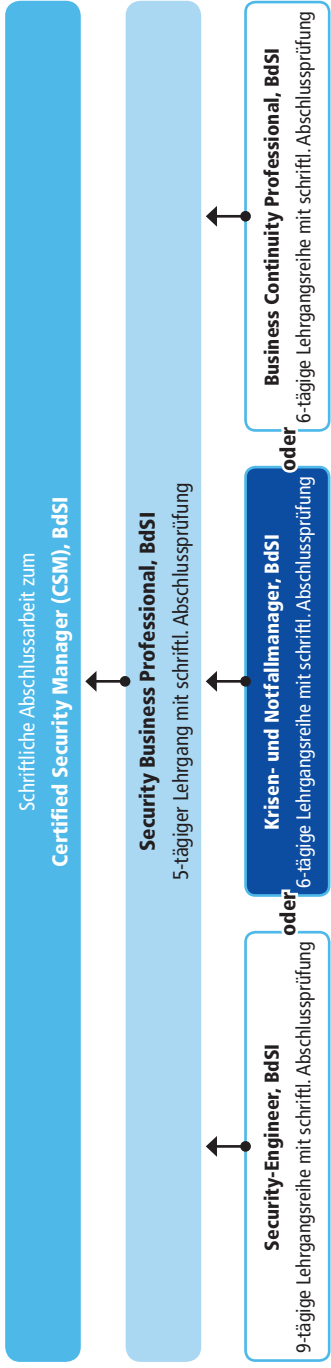 Schriftliche Abschlussarbeit zum
Certified Security Manager (CSM), BdSI
Security Business Professional, BdSI
5-tägiger Lehrgang mit schriftl. Abschlussprüfung
Security-Engineer, BdSI
9-tägige Lehrgangsreihe mit schriftl. Abschlussprüfung
oder
Krisen- und Notfallmanager, BdSI
6-tägige Lehrgangsreihe mit schriftl. Abschlussprüfung
oder
Business Continuity Professional, BdSI
6-tägige Lehrgangsreihe mit schriftl. Abschlussprüfung